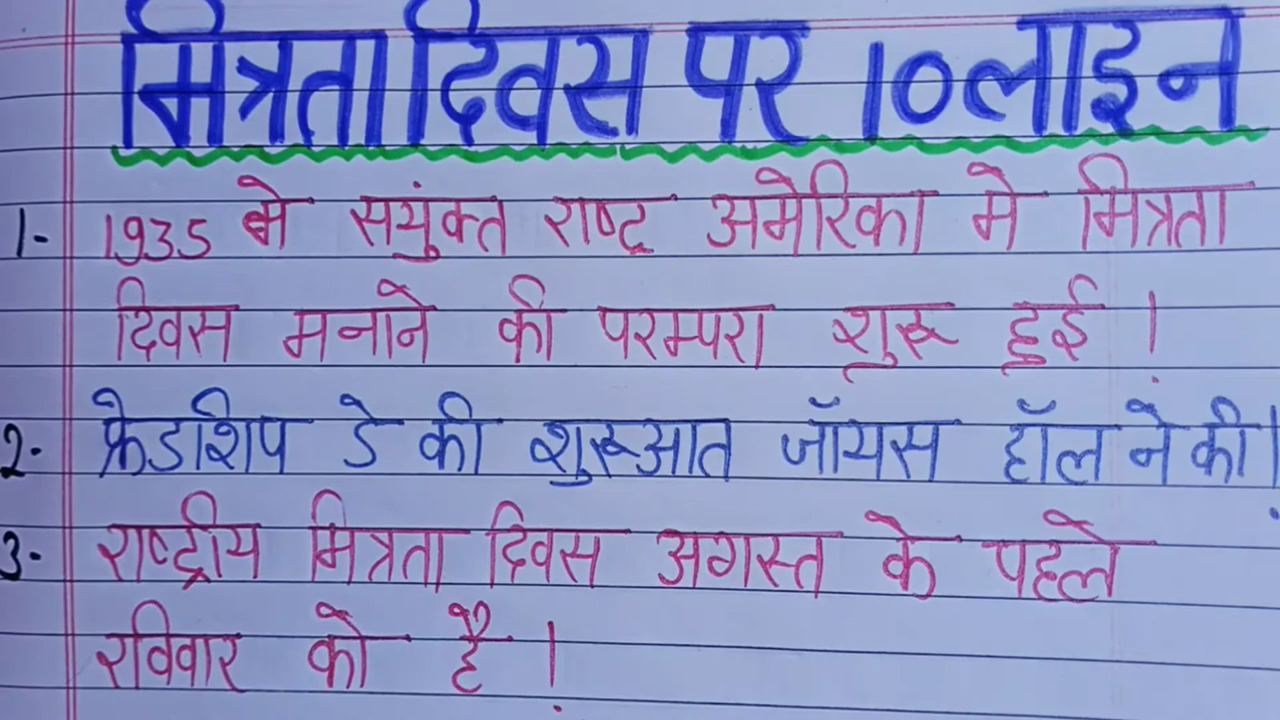 मित्रता दिवस पर 10 लाइन
1- 1935 मे सयुंक्त राष्ट्र अमेरिका मे मित्रता
दिवस मनाने की परम्परा शुरू हुई ।
2- फ्रेडशिप डे की शुरूआत जॉयस हॉल ने की।
3- राष्ट्रीय मित्रता दिवस अगस्त के पहले
रविवार को है ।